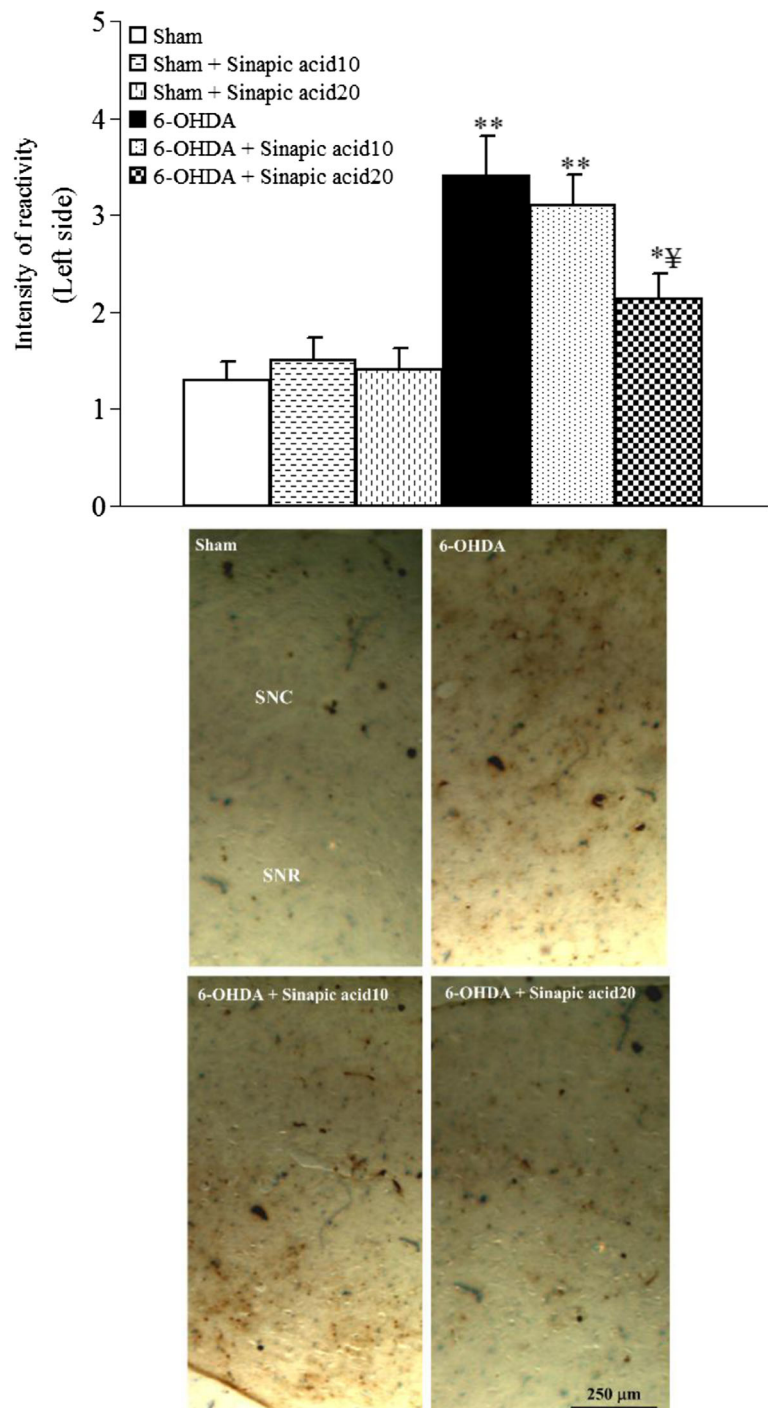 5
4
3
2
1
0
Intensity of reactivity
(Left side)
Sham
Sham + Sinapic acid10
Sham + Sinapic acid20
6-OHDA
6-OHDA + Sinapic acid10
6-OHDA + Sinapic acid20
**
**
*¥
Sham
SNC
SNR
6-OHDA
6-OHDA + Sinapic acid10
6-OHDA + Sinapic acid20
250 µm